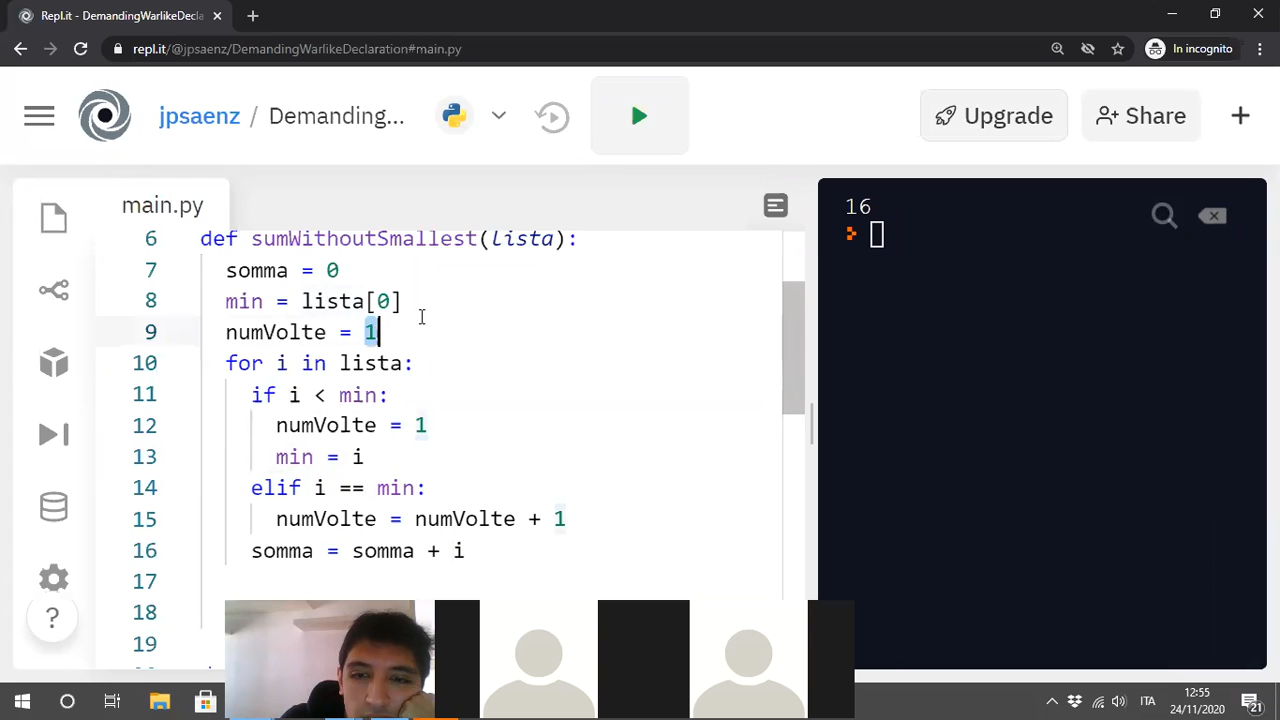 Repl.it - DemandingWarlikeDecla
repl.it/@jpsaenz/DemandingWarlikeDeclaration#main.py
In incognito
jpsaenz / Demanding...
Upgrade
Share
main.py
16
6 def sumWithoutSmallest(lista):
7 somma = 0
8 min = lista[0]
9 numVolte = 1
10 for i in lista:
11 if i < min:
12 numVolte = 1
13 min = i
14 elif i == min:
15 numVolte = numVolte + 1
16 somma = somma + i
17
18
19
?
ITA
12:55
24/11/2020
21